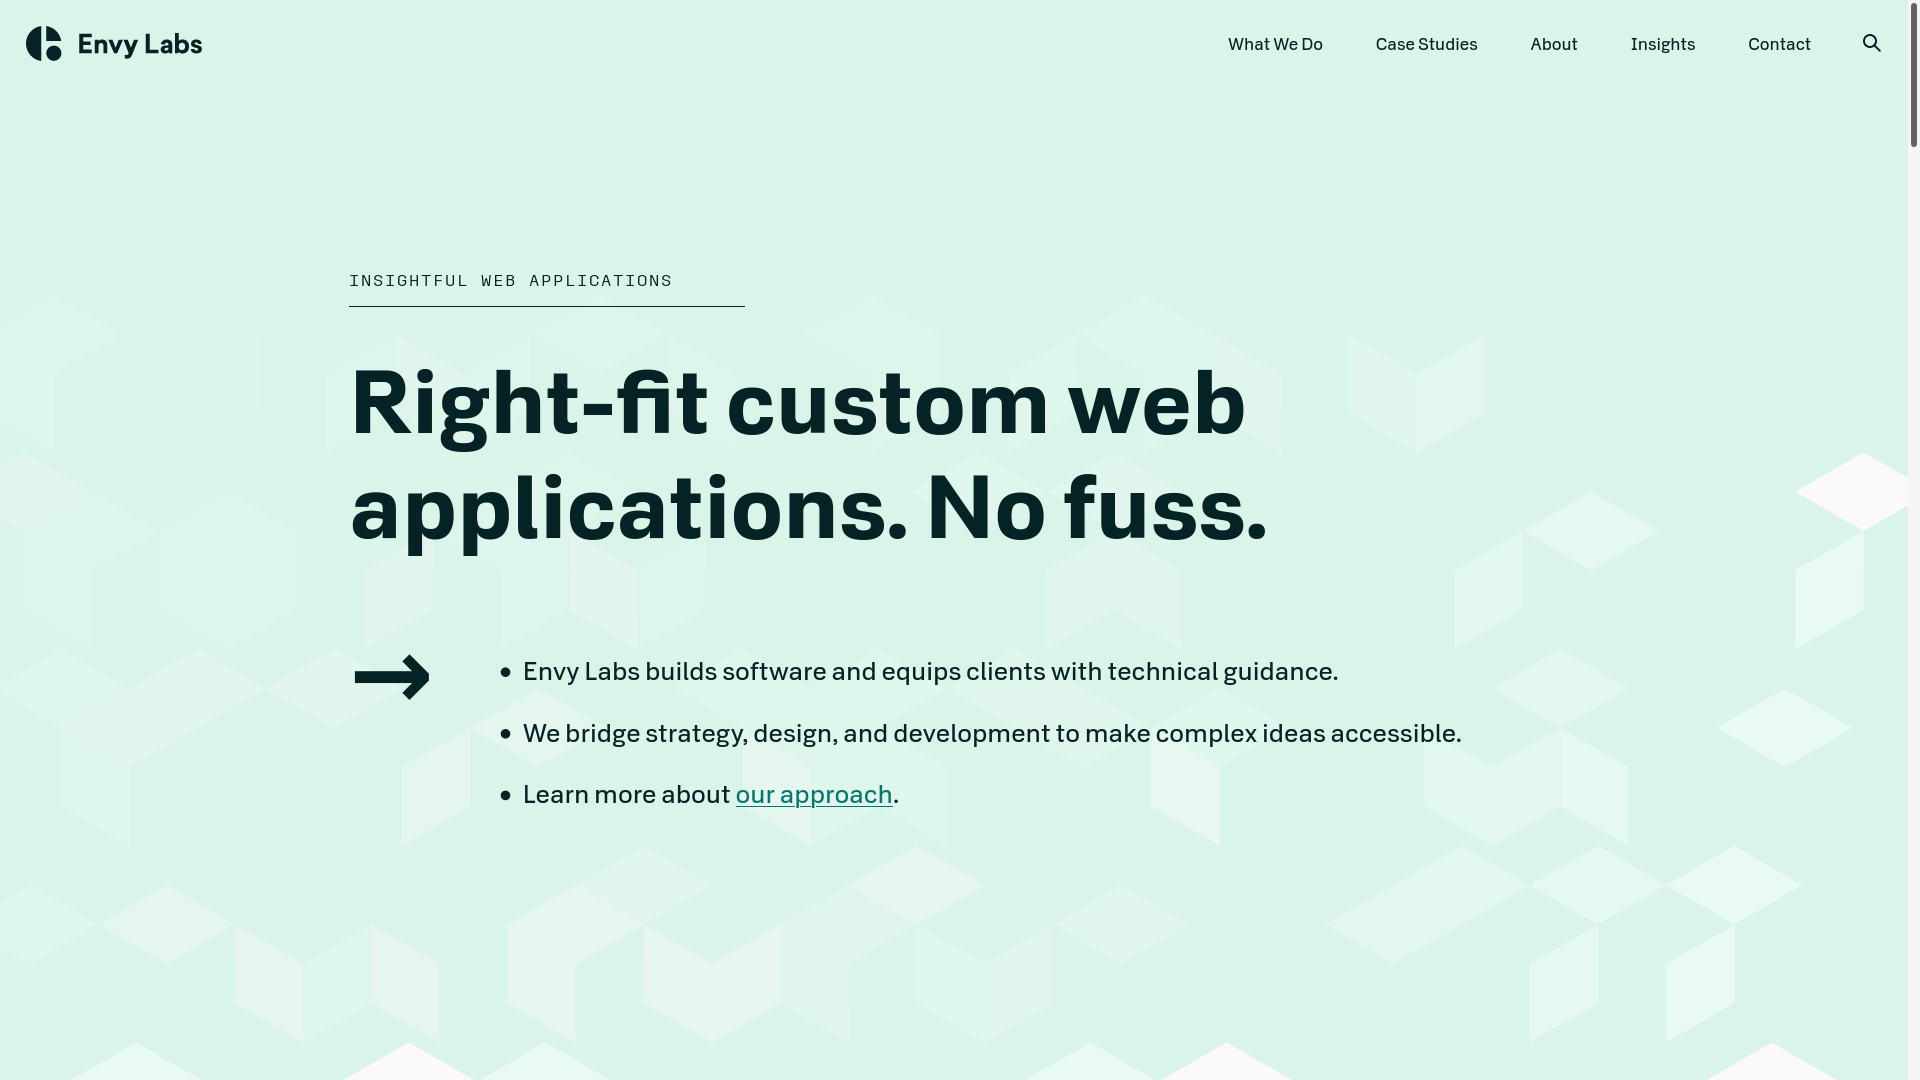 Envy Labs
What We Do
Case Studies
About
Insights
Contact
INSIGHTFUL WEB APPLICATIONS
Right-fit custom web
applications. No fuss.
→
• Envy Labs builds software and equips clients with technical guidance.
• We bridge strategy, design, and development to make complex ideas accessible.
• Learn more about our approach.